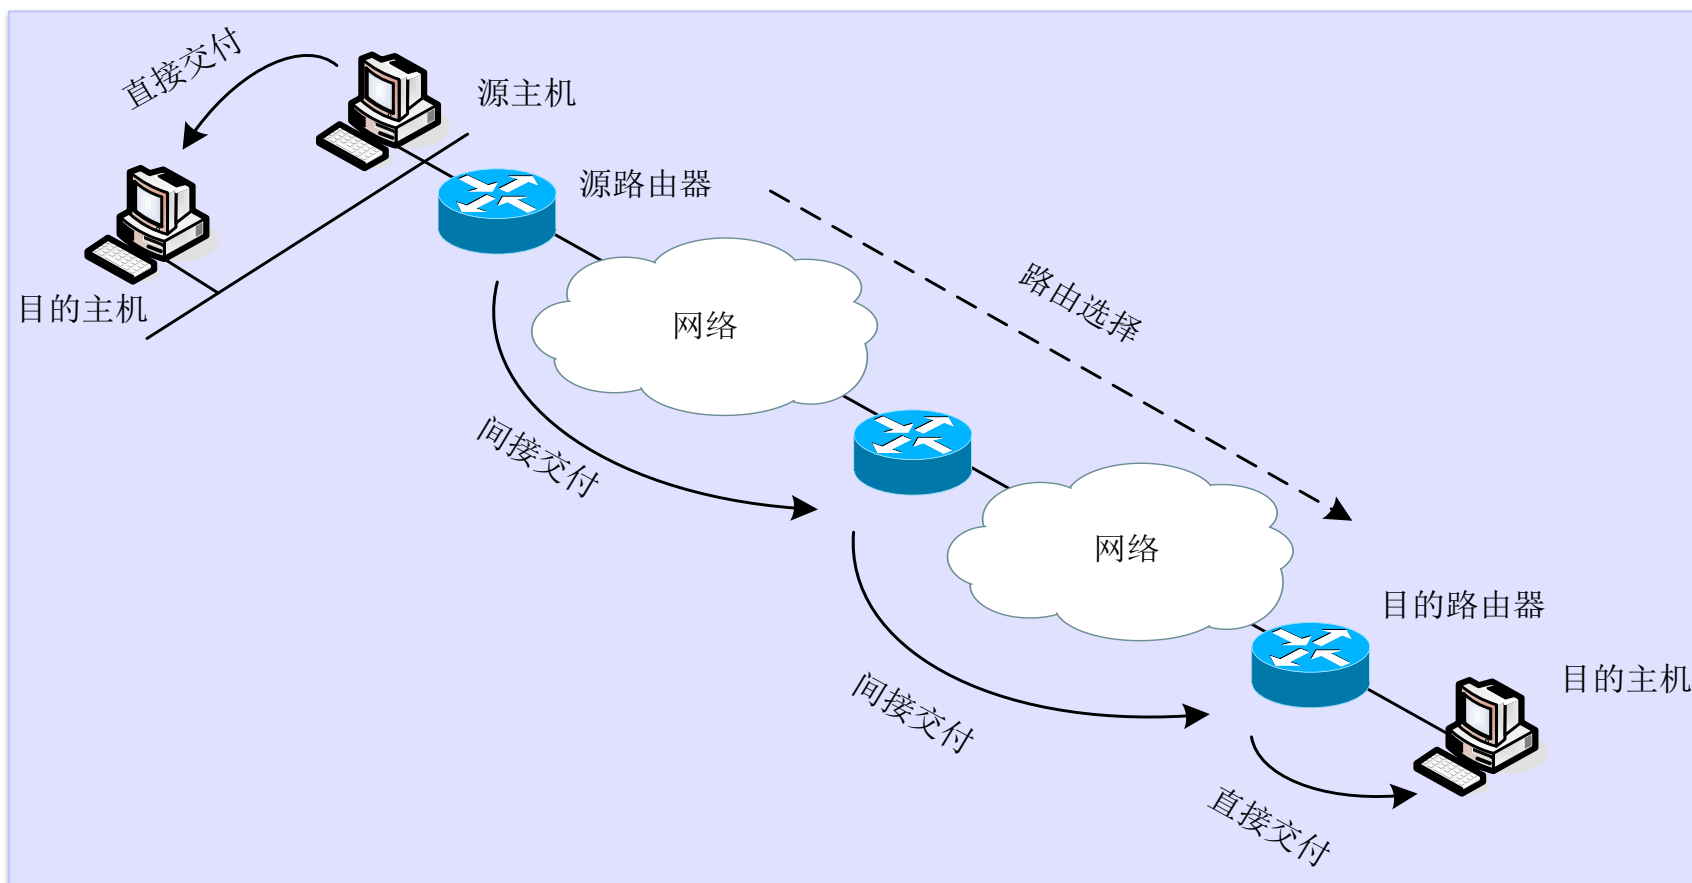 直接交付
源主机
源路由器
目的主机
路由选择
网络
间接交付
网络
目的路由器
目的主机
间接交付
直接交付